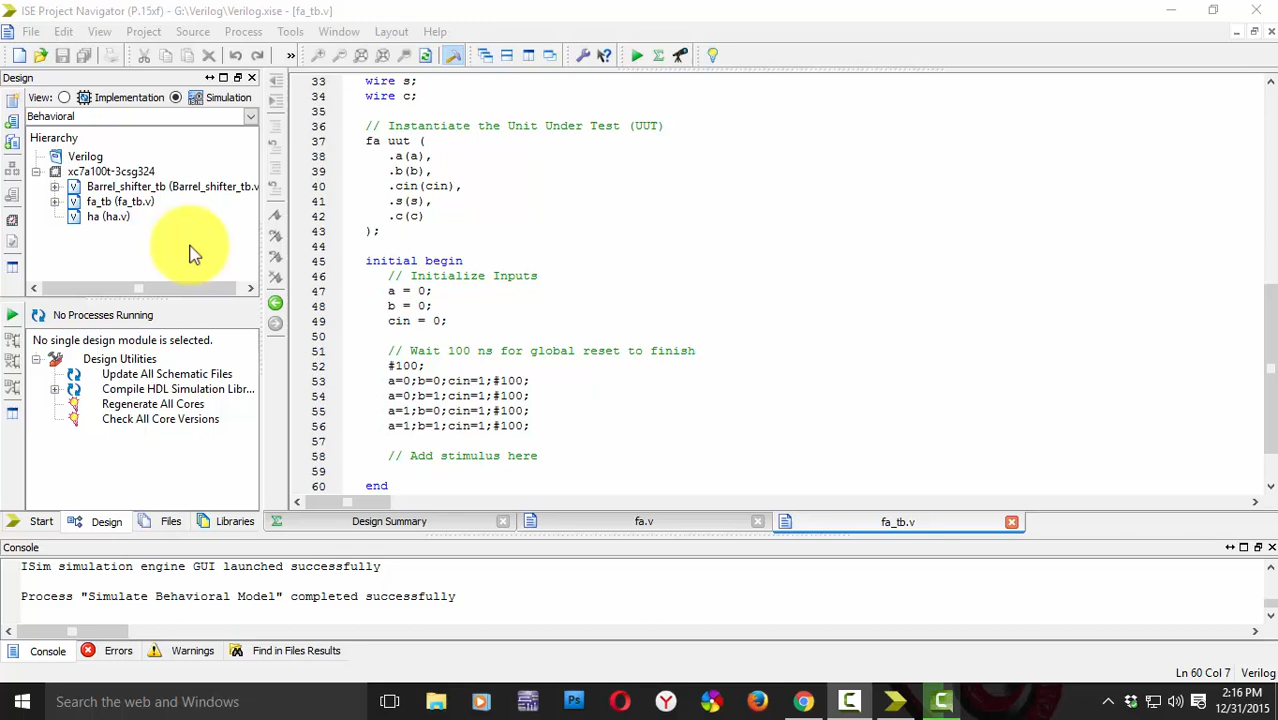 ISE Project Navigator (P.15xf) - G:\Verilog\Verilog.xise - [fa_tb.v]
File Edit View Project Source Process Tools Window Layout Help
»
Design
View: Implementation Simulation
Behavioral
Hierarchy
Verilog
xc7a100t-3csg324
Barrel_shifter_tb (Barrel_shifter_tb.v
fa_tb (fa_tb.v)
ha (ha.v)
No Processes Running
No single design module is selected.
Design Utilities
Update All Schematic Files
Compile HDL Simulation Libr...
Regenerate All Cores
Check All Core Versions
33 wire s;
34 wire c;
35
36 // Instantiate the Unit Under Test (UUT)
37 fa uut (
38 .a(a),
39 .b(b),
40 .cin(cin),
41 .s(s),
42 .c(c)
43 );
44
45 initial begin
46 // Initialize Inputs
47 a = 0;
48 b = 0;
49 cin = 0;
50
51 // Wait 100 ns for global reset to finish
52 #100;
53 a=0;b=0;cin=1;#100;
54 a=0;b=1;cin=1;#100;
55 a=1;b=0;cin=1;#100;
56 a=1;b=1;cin=1;#100;
57
58 // Add stimulus here
59
60 end
Start Design Files Libraries
Design Summary fa.v fa_tb.v
Console
ISim simulation engine GUI launched successfully
Process "Simulate Behavioral Model" completed successfully
Console Errors Warnings Find in Files Results
Ln 60 Col 7 Verilog
Search the web and Windows
2:16 PM
12/31/2015